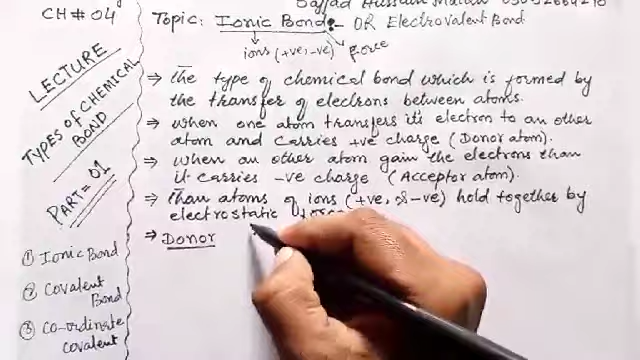 CH # 04
LECTURE
TYPES OF CHEMICAL
BOND
PART= 01
① Ionic Bond
② Covalent
Bond
③ Co-ordinate
covalent
Topic: Ionic Bond:- OR Electrovalent Bond
ions (+ve,-ve) force
⇒ The type of chemical bond which is formed by
the transfer of electrons between atoms.
⇒ when one atom transfers it's electron to an other
atom and carries +ve charge (Donor atom).
⇒ when an other atom gain the electrons than
it carries -ve charge (Acceptor atom).
⇒ Than atoms of ions (+ve, & -ve) hold together by
electrostatic
⇒ Donor